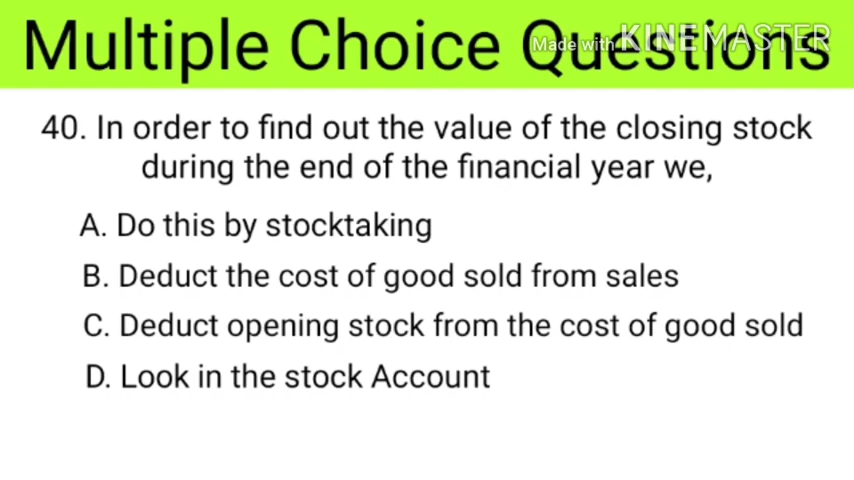 Multiple Choice Questions
Made with KINEMASTER
40. In order to find out the value of the closing stock
during the end of the financial year we,
A. Do this by stocktaking
B. Deduct the cost of good sold from sales
C. Deduct opening stock from the cost of good sold
D. Look in the stock Account